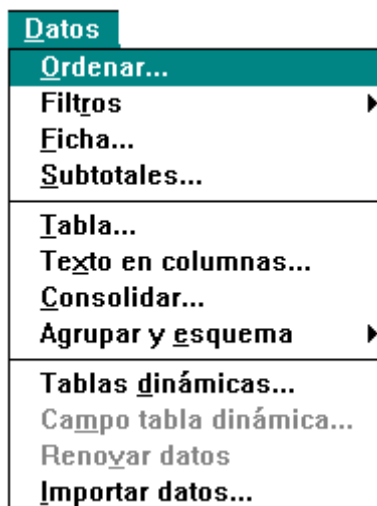 Datos
Ordenar...
Filtros
Ficha...
Subtotales...
Tabla...
Texto en columnas...
Consolidar...
Agrupar y esquema
Tablas dinámicas...
Campo tabla dinámica...
Renovar datos
Importar datos...